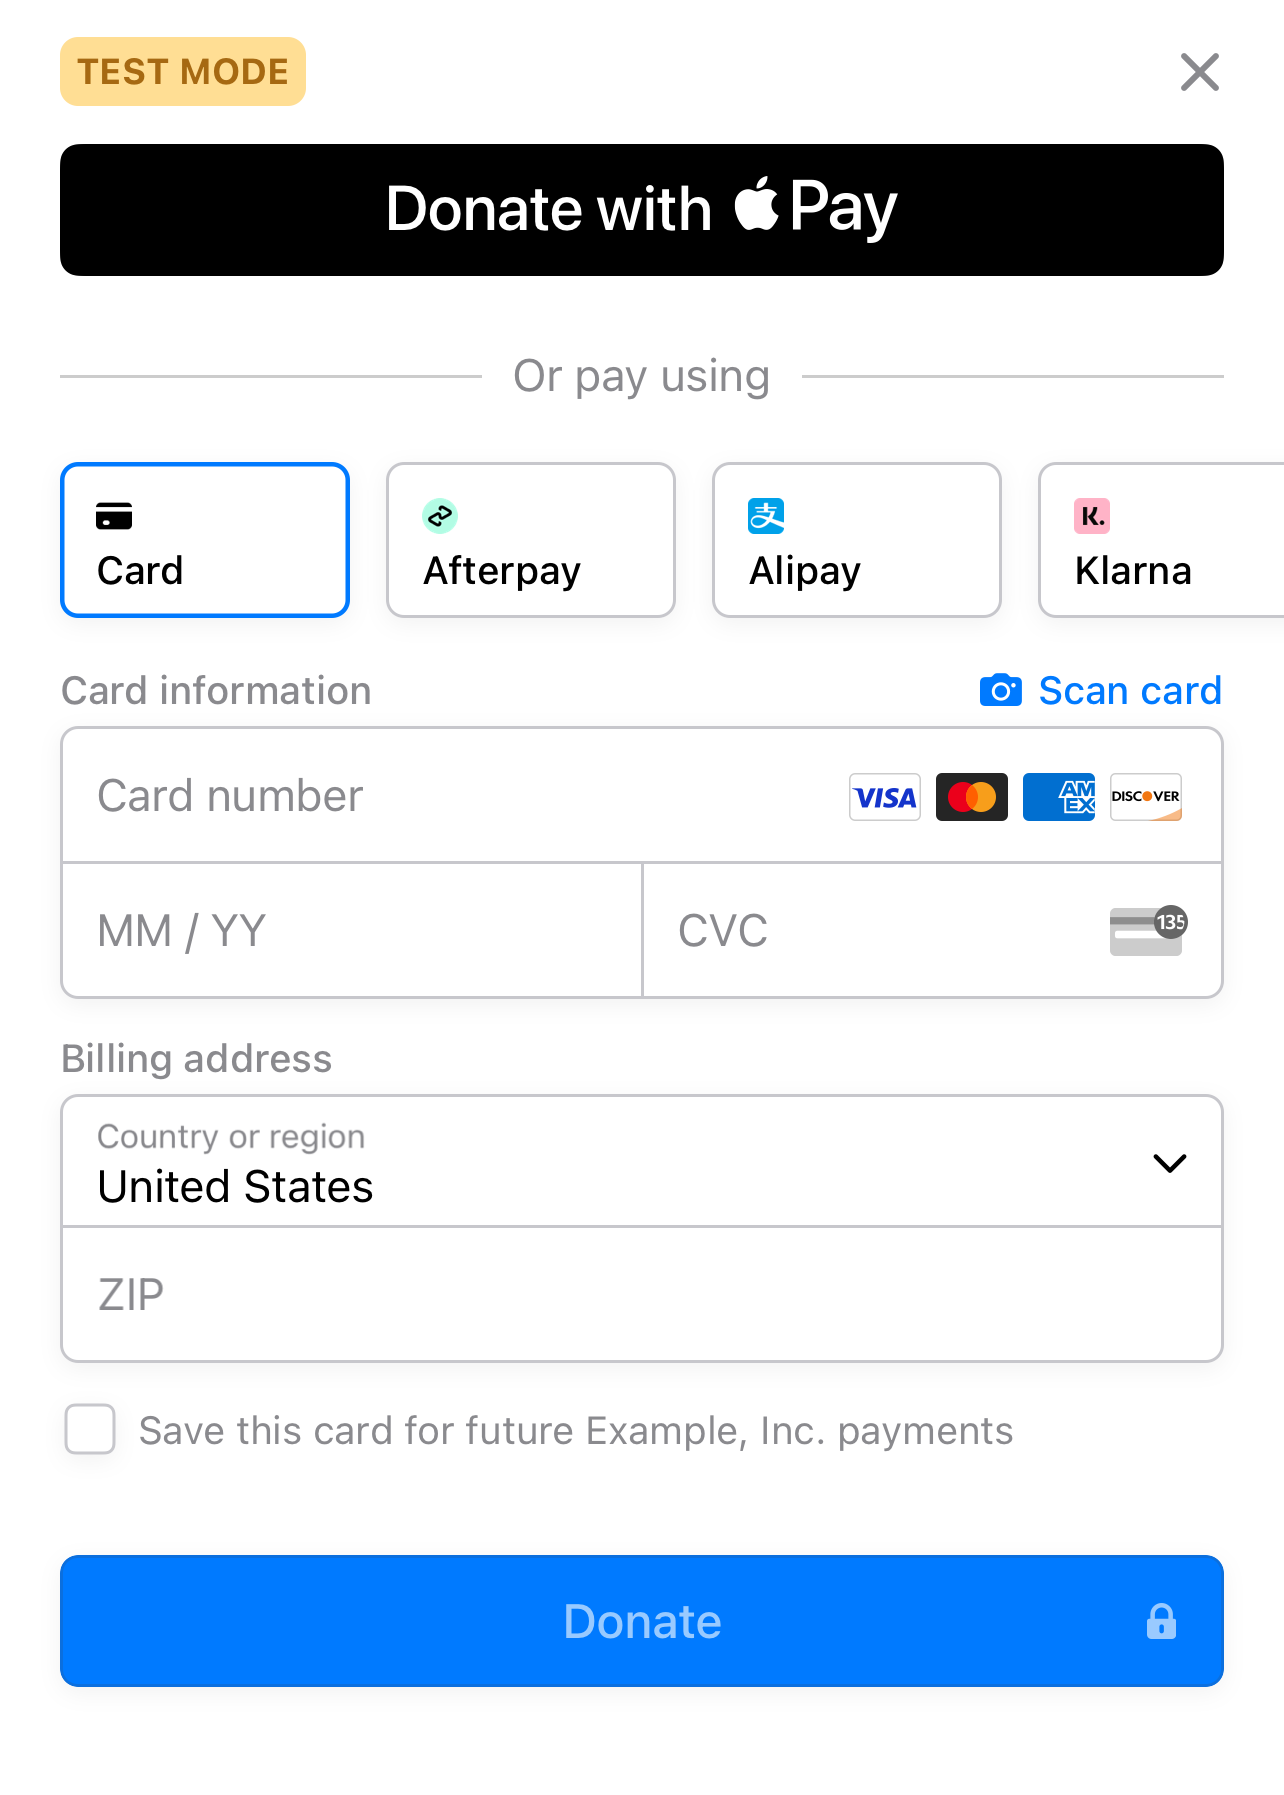 TEST MODE
Donate with Pay
Or pay using
支
K.
Card
Afterpay
Alipay
Klarna
Card information
Scan card
Card number
VISA
AM
EX
DISCOVER
MM / YY
CVC
135
Billing address
Country or region
United States
ZIP
Save this card for future Example, Inc. payments
Donate